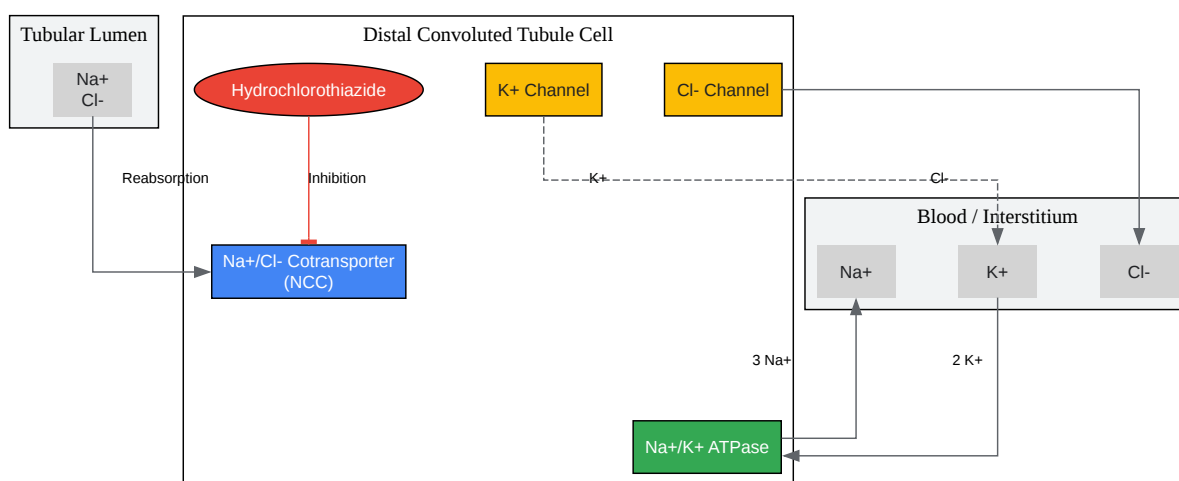 Tubular Lumen
Distal Convoluted Tubule Cell
Na+
Cl-
Hydrochlorothiazide
K+ Channel
Cl- Channel
Reabsorption
Inhibition
K+
Cl-
Blood / Interstitium
Na+/Cl- Cotransporter
(NCC)
Na+
K+
Cl-
3 Na+
2 K+
Na+/K+ ATPase